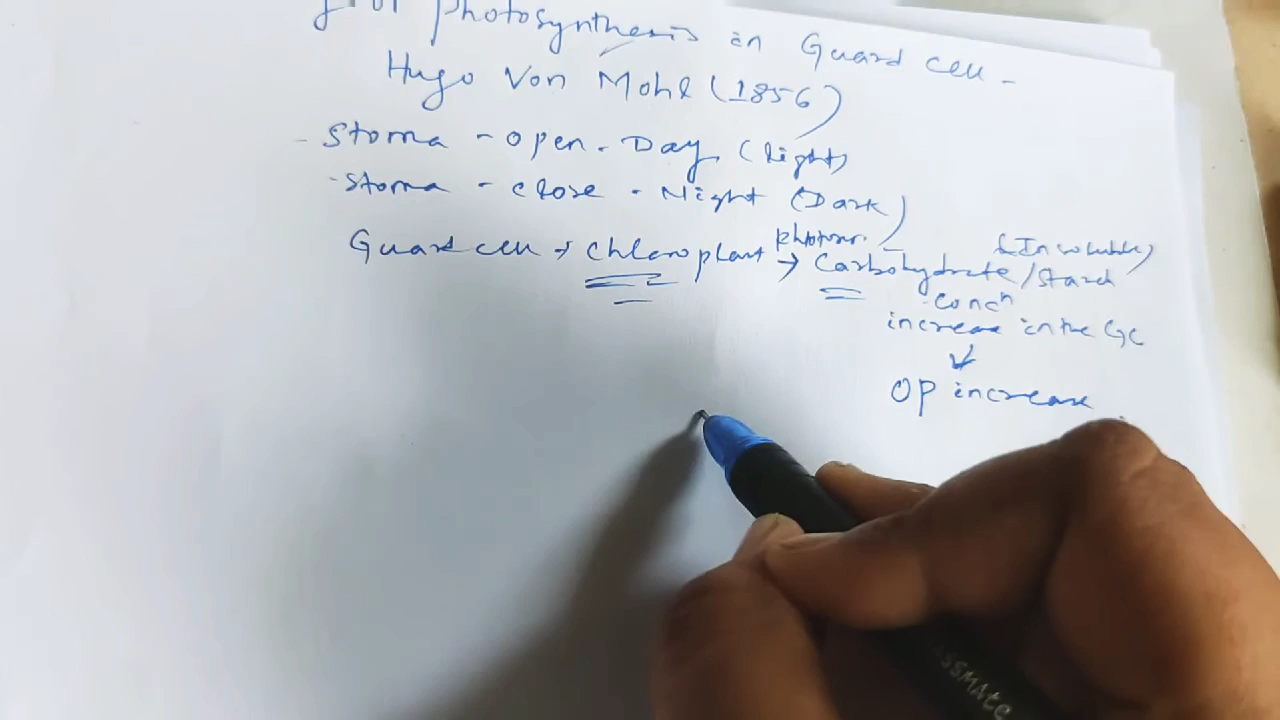 photosynthesis in Guard cell -
Hugo Von Mohl (1856)
- Stoma - open - Day (light)
- Stoma - close - Night (Dark)
Guard cell → chloroplast → Carbohydrate / Starch
(Insoluble)
Concn
increase in the GC
↓
OP increase
ASSMATE